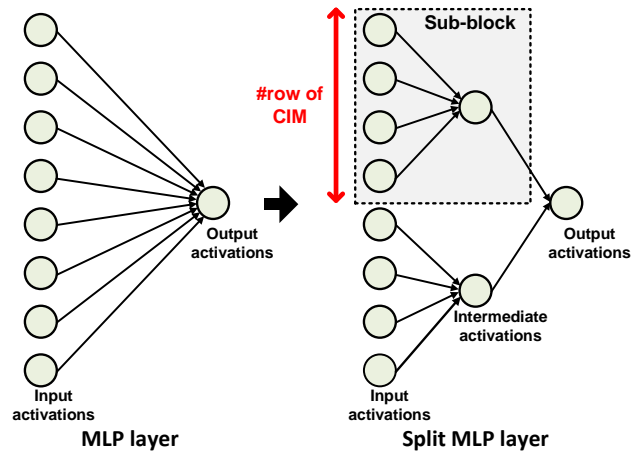 Sub-block
#row of
CIM
Output
activations
Output
activations
Intermediate
activations
Input
activations
Input
activations
MLP layer
Split MLP layer